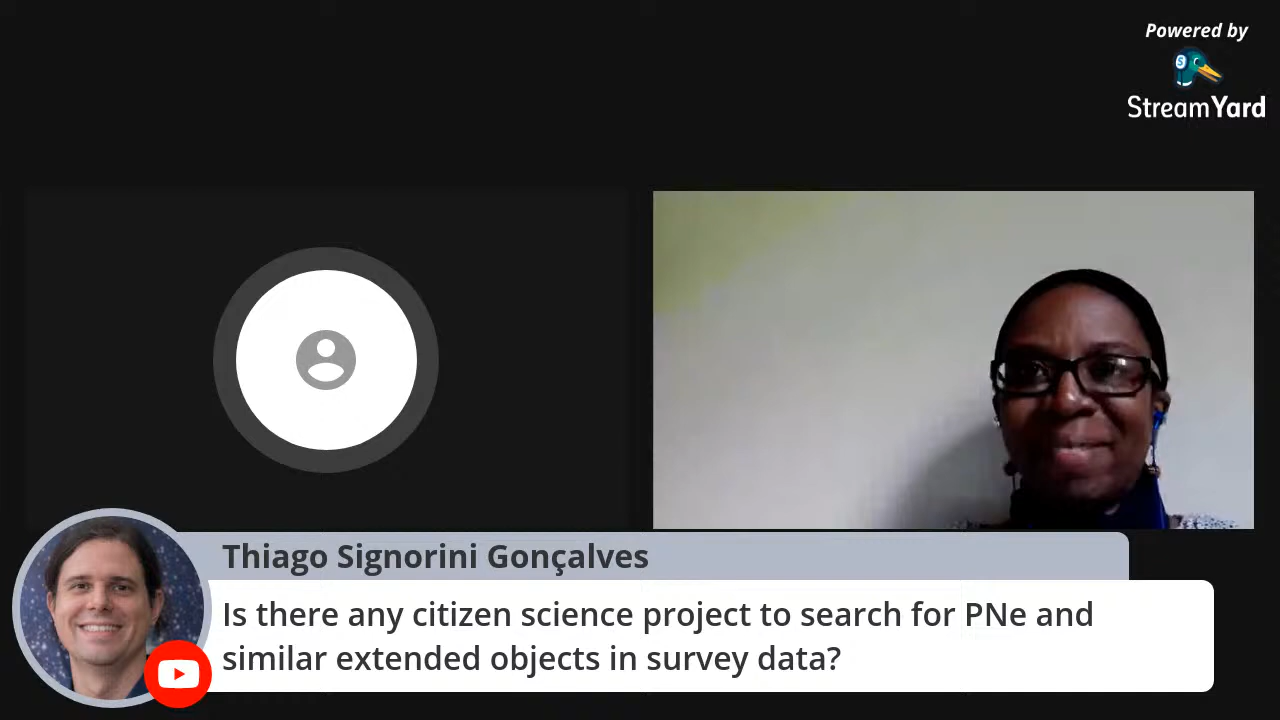 Powered by
StreamYard
Thiago Signorini Gonçalves
Is there any citizen science project to search for PNe and
similar extended objects in survey data?